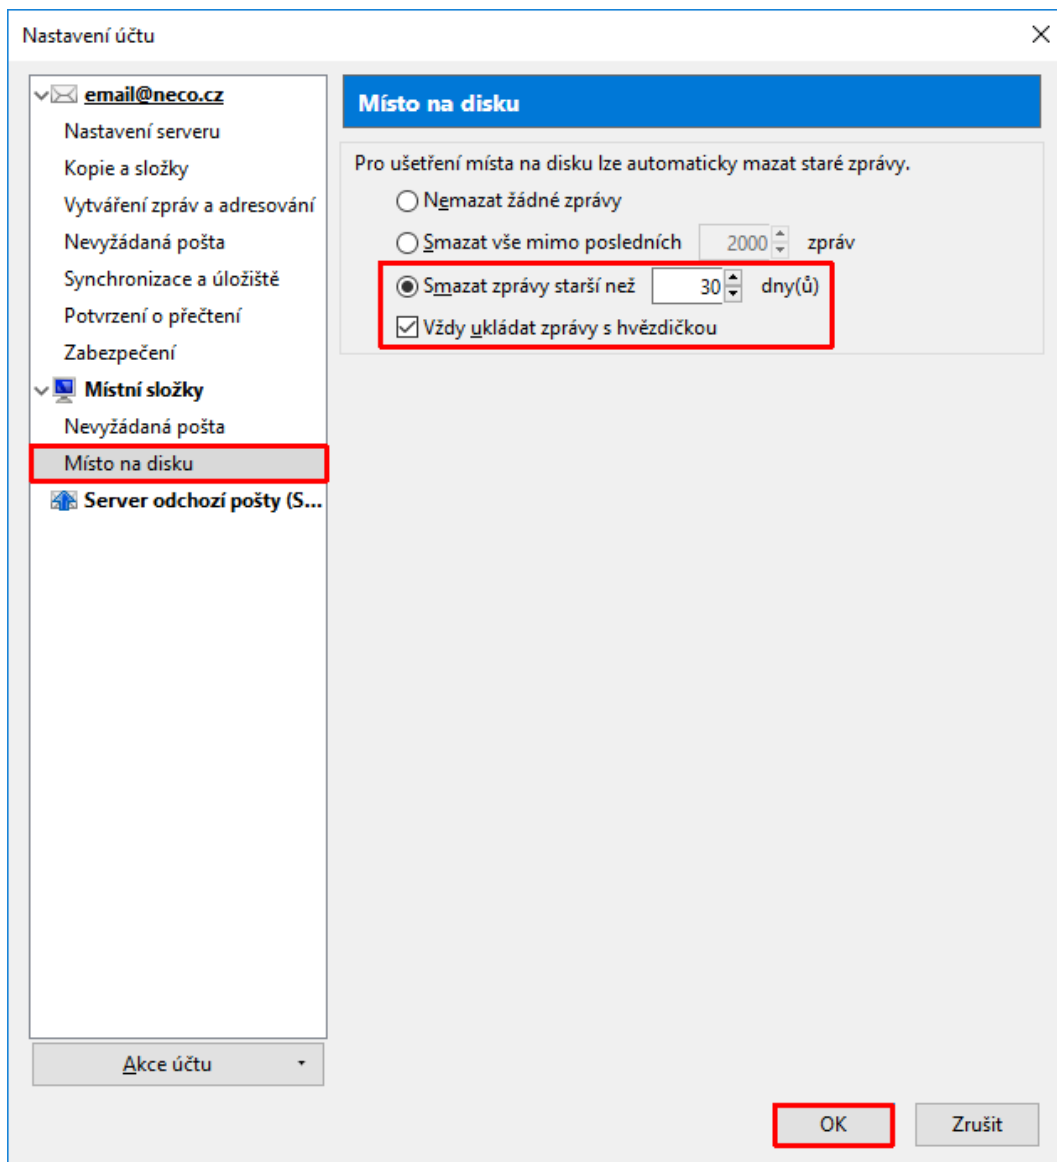 Nastavení účtu
email@neco.cz
Nastavení serveru
Kopie a složky
Vytváření zpráv a adresování
Nevyžádaná pošta
Synchronizace a úložiště
Potvrzení o přečtení
Zabezpečení
Místní složky
Nevyžádaná pošta
Místo na disku
Server odchozí pošty (S...
Akce účtu
Místo na disku
Pro ušetření místa na disku lze automaticky mazat staré zprávy.
Nemazat žádné zprávy
Smazat vše mimo posledních 2000 zpráv
Smazat zprávy starší než 30 dny(ů)
Vždy ukládat zprávy s hvězdičkou
OK Zrušit